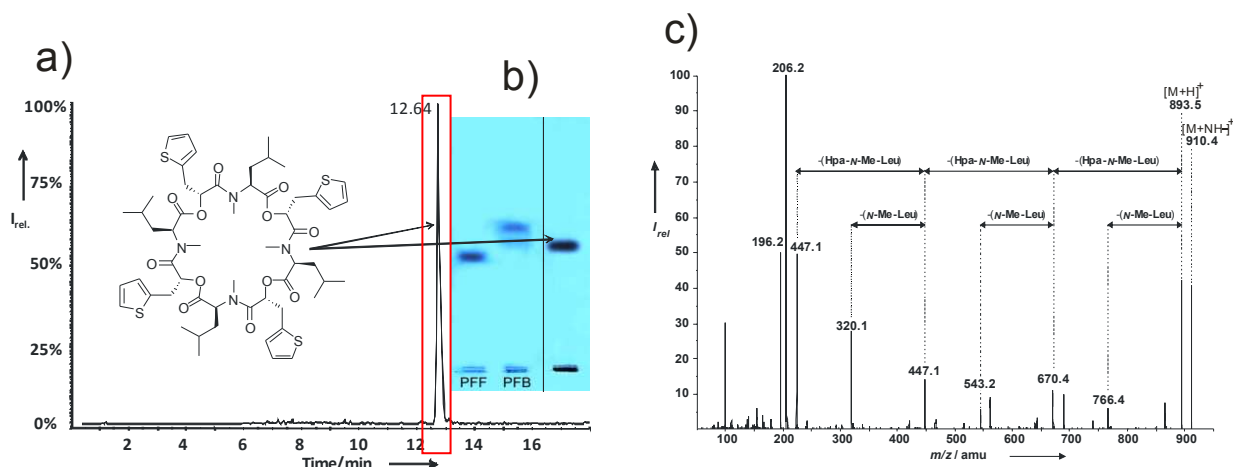 a)
b)
c)
100%
75%
50%
25%
0%
I rel.
12.64
S
O
N
O
O
S
O
O
N
O
N
O
O
O
N
O
S
O
O
S
PFF
PFB
2
4
6
8
10
12
14
16
Time/min
206.2
100
90
80
70
60
50
40
30
20
10
I rel
[M+H]+
893.5
[M+NH-]+
910.4
-(Hpa-N-Me-Leu)
-(Hpa-N-Me-Leu)
-(Hpa-N-Me-Leu)
-(N-Me-Leu)
-(N-Me-Leu)
-(N-Me-Leu)
196.2
447.1
320.1
447.1
543.2
670.4
766.4
100
200
300
400
500
600
700
800
900
m/z / amu